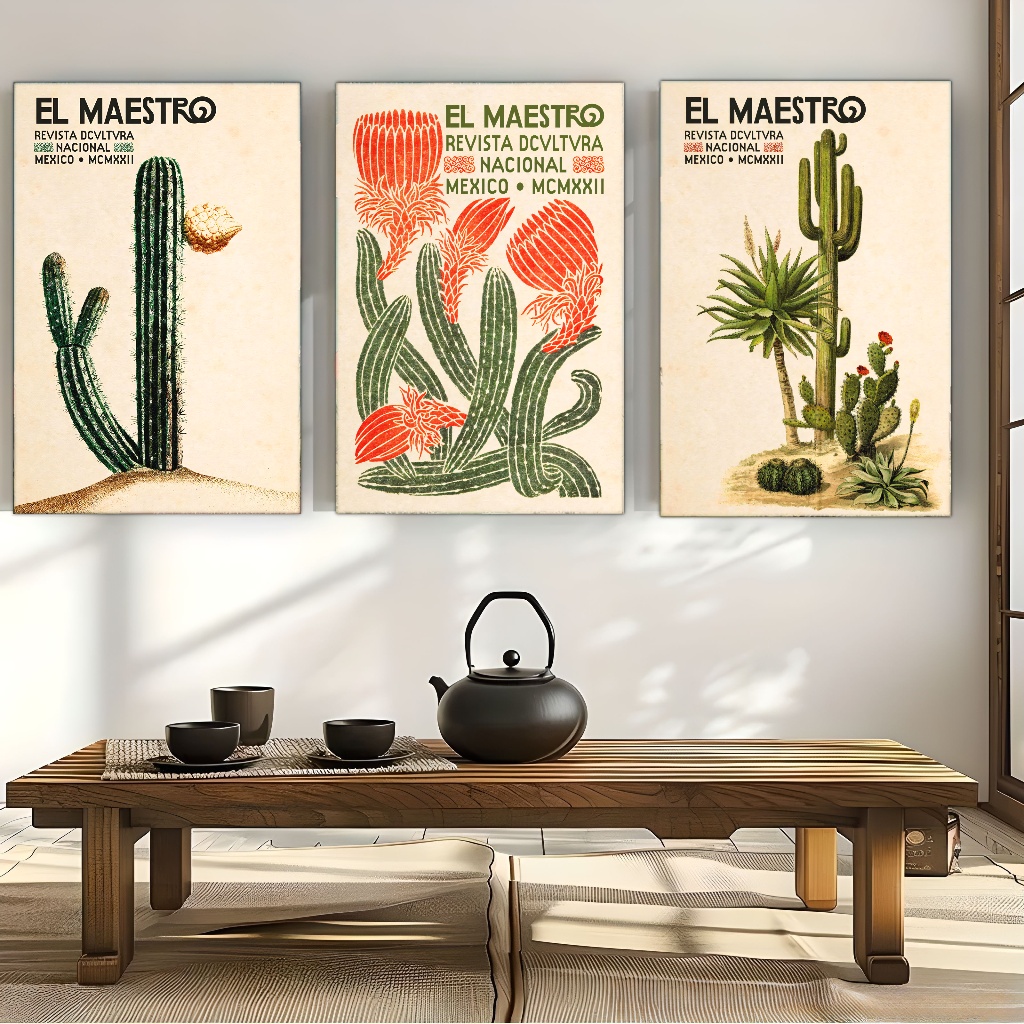 EL MAESTRO
REVISTA DCVLTVRA
NACIONAL
MEXICO • MCMXXII
EL MAESTRO
REVISTA DCVLTVRA
NACIONAL
MEXICO • MCMXXII
EL MAESTRO
REVISTA DCVLTVRA
NACIONAL
MEXICO • MCMXXII